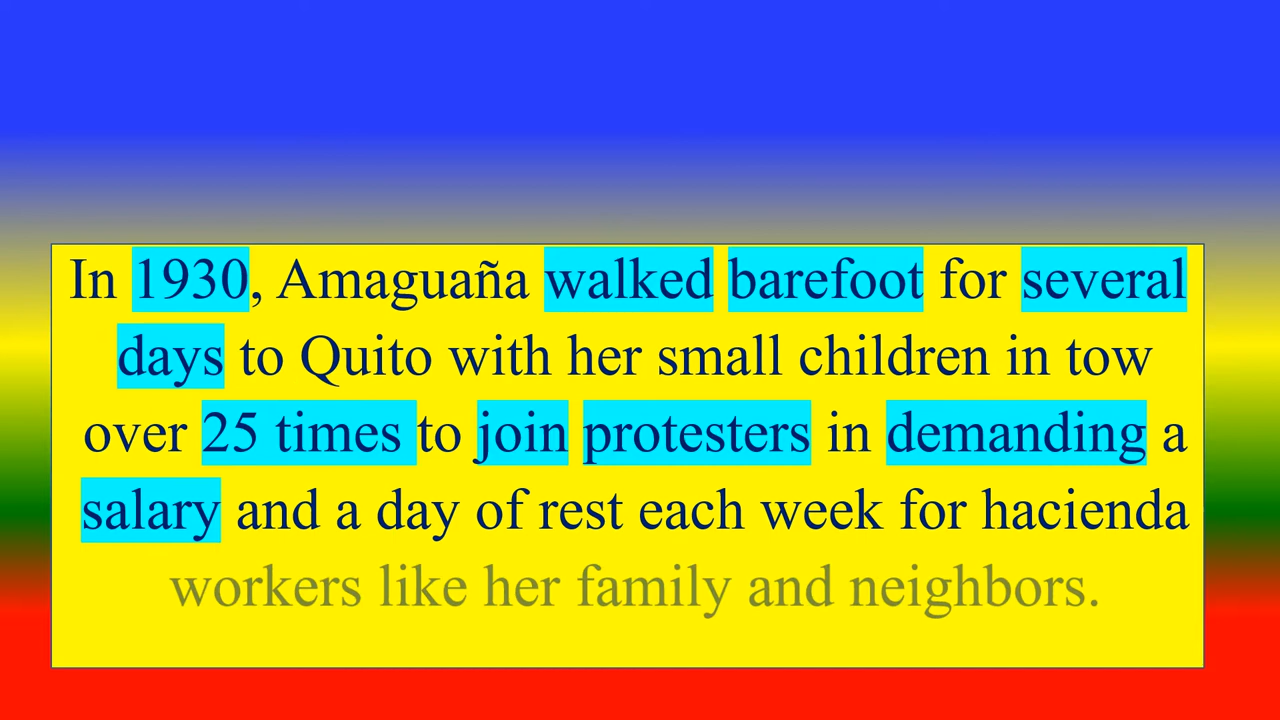 In 1930, Amaguaña walked barefoot for several
days to Quito with her small children in tow
over 25 times to join protesters in demanding a
salary and a day of rest each week for hacienda
workers like her family and neighbors.